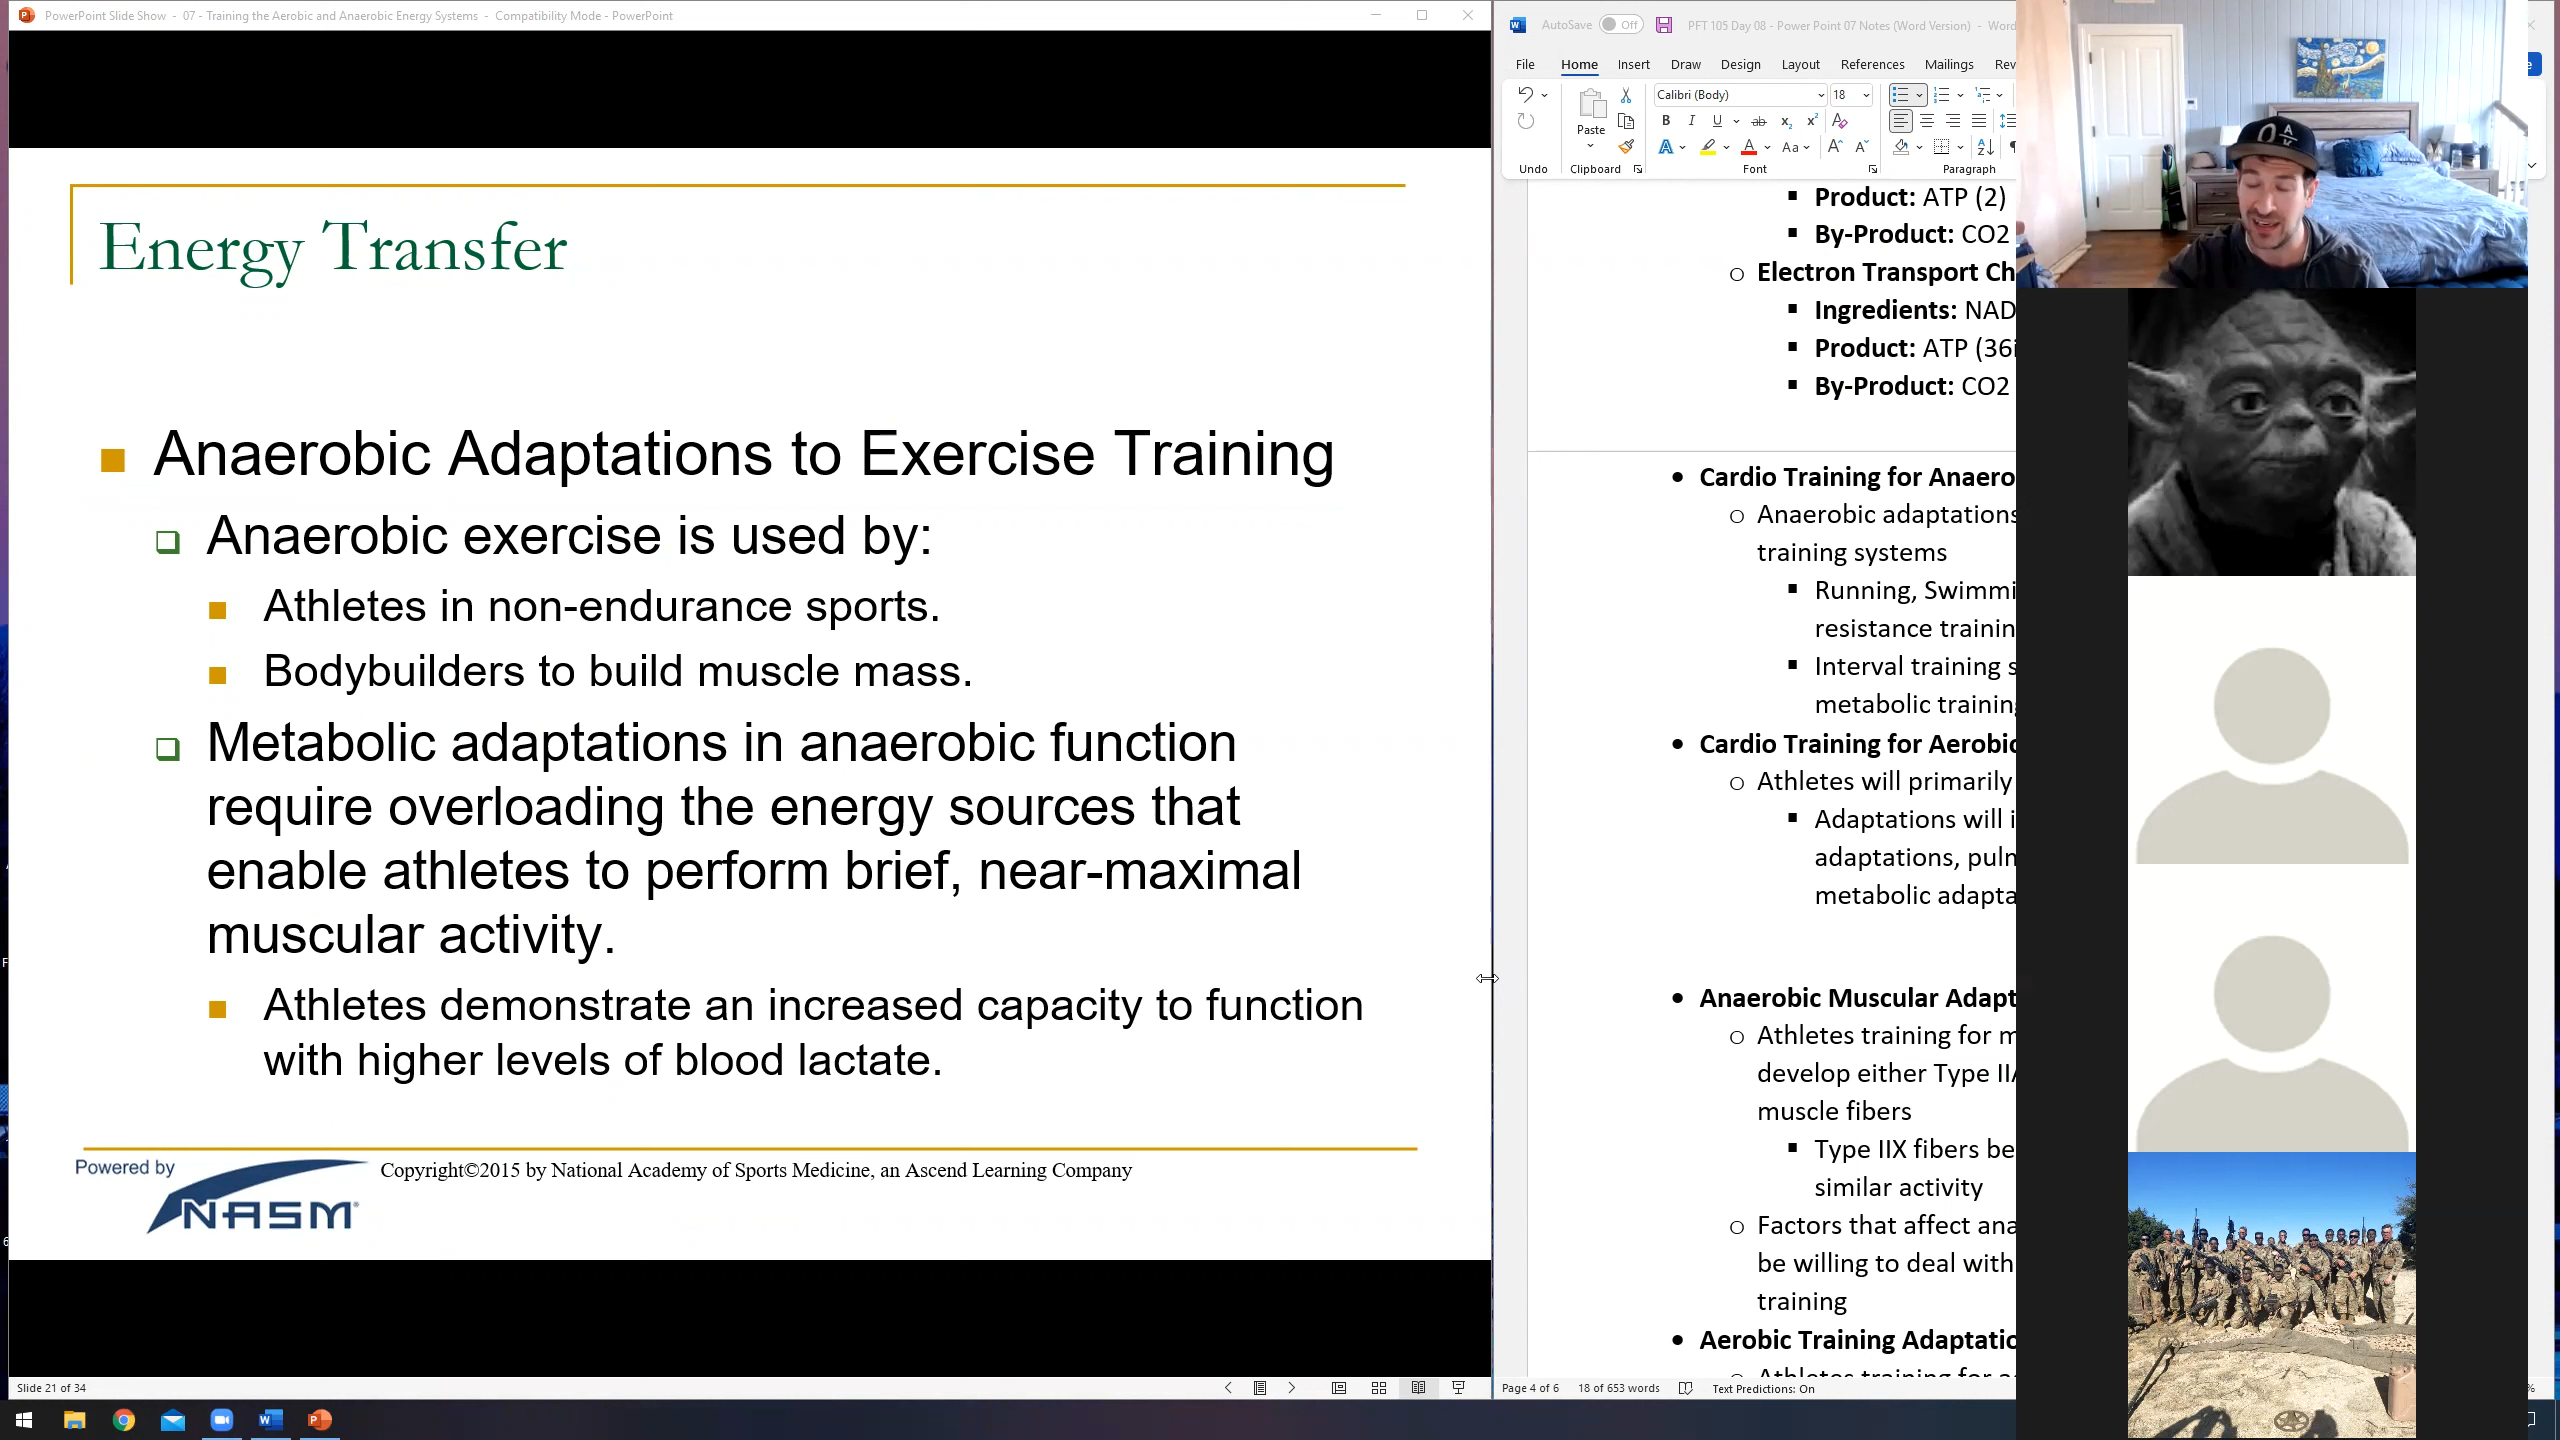 PowerPoint Slide Show - 07 - Training the Aerobic and Anaerobic Energy Systems - Compatibility Mode - PowerPoint
Energy Transfer
Anaerobic Adaptations to Exercise Training
Anaerobic exercise is used by:
Athletes in non-endurance sports.
Bodybuilders to build muscle mass.
Metabolic adaptations in anaerobic function
require overloading the energy sources that
enable athletes to perform brief, near-maximal
muscular activity.
Athletes demonstrate an increased capacity to function
with higher levels of blood lactate.
Powered by
NASM
Copyright©2015 by National Academy of Sports Medicine, an Ascend Learning Company
Slide 21 of 34
AutoSave Off PFT 105 Day 08 - Power Point 07 Notes (Word Version) - Word
File Home Insert Draw Design Layout References Mailings Rev
Calibri (Body) 18
Paste
Undo Clipboard Font Paragraph
Product: ATP (2)
By-Product: CO2
Electron Transport Ch
Ingredients: NAD
Product: ATP (36
By-Product: CO2
Cardio Training for Anaero
Anaerobic adaptations
training systems
Running, Swimmi
resistance trainin
Interval training s
metabolic training
Cardio Training for Aerobic
Athletes will primarily
Adaptations will i
adaptations, puln
metabolic adapta
Anaerobic Muscular Adapt
Athletes training for m
develop either Type IIA
muscle fibers
Type IIX fibers be
similar activity
Factors that affect ana
be willing to deal with
training
Aerobic Training Adaptatio
Athletes training for a
Page 4 of 6 18 of 653 words Text Predictions: On